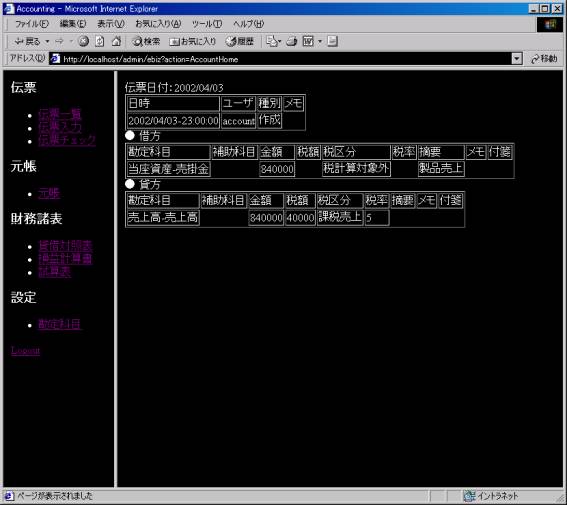 Accounting - Microsoft Internet Explorer
ファイル(F) 編集(E) 表示(V) お気に入り(A) ツール(T) ヘルプ(H)
戻る 検索 お気に入り 履歴
アドレス(D) http://localhost/admin/ebiz?action=AccountHome 移動
伝票
伝票一覧
伝票入力
伝票チェック
元帳
元帳
財務諸表
貸借対照表
損益計算書
試算表
設定
勘定科目
Logout
伝票日付:2002/04/03
日時 ユーザ 種別 メモ
2002/04/03-23:00:00 account 作成
借方
勘定科目 補助科目 金額 税額 税区分 税率 摘要 メモ 付箋
当座資産-売掛金 840000 税計算対象外 製品売上
貸方
勘定科目 補助科目 金額 税額 税区分 税率 摘要 メモ 付箋
売上高-売上高 840000 40000 課税売上 5
ページが表示されました イントラネット